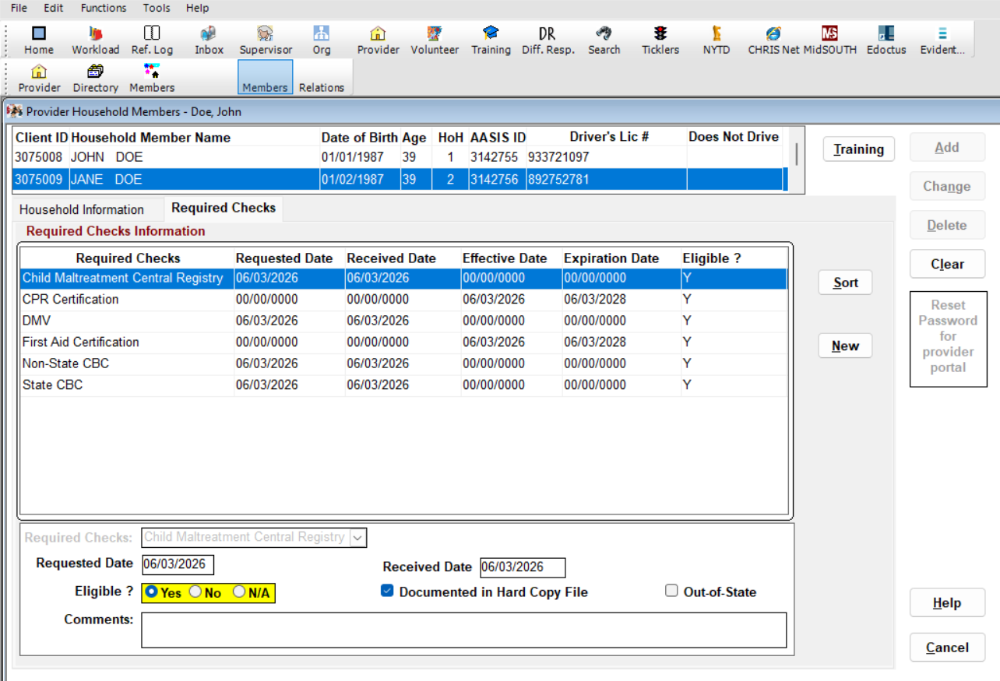 File Edit Functions Tools Help
Home Workload Ref. Log Inbox Supervisor Org Provider Volunteer Training Diff. Resp. Search Ticklers NYTD CHRIS Net MidSOUTH Edoctus Evident...
Provider Directory Members Members Relations
Provider Household Members - Doe, John
Client ID Household Member Name Date of Birth Age HoH AASIS ID Driver's Lic # Does Not Drive
3075008 JOHN DOE 01/01/1987 39 1 3142755 933721097
3075009 JANE DOE 01/02/1987 39 2 3142756 892752781
Training
Add
Change
Delete
Clear
Reset
Password
for
provider
portal
Household Information Required Checks
Required Checks Information
Required Checks Requested Date Received Date Effective Date Expiration Date Eligible ?
Child Maltreatment Central Registry 06/03/2026 06/03/2026 00/00/0000 00/00/0000 Y
CPR Certification 00/00/0000 00/00/0000 06/03/2026 06/03/2028 Y
DMV 06/03/2026 06/03/2026 00/00/0000 00/00/0000 Y
First Aid Certification 00/00/0000 00/00/0000 06/03/2026 06/03/2028 Y
Non-State CBC 06/03/2026 06/03/2026 00/00/0000 00/00/0000 Y
State CBC 06/03/2026 06/03/2026 00/00/0000 00/00/0000 Y
Sort
New
Required Checks: Child Maltreatment Central Registry
Requested Date 06/03/2026 Received Date 06/03/2026
Eligible ? Yes No N/A Documented in Hard Copy File Out-of-State
Comments:
Help
Cancel